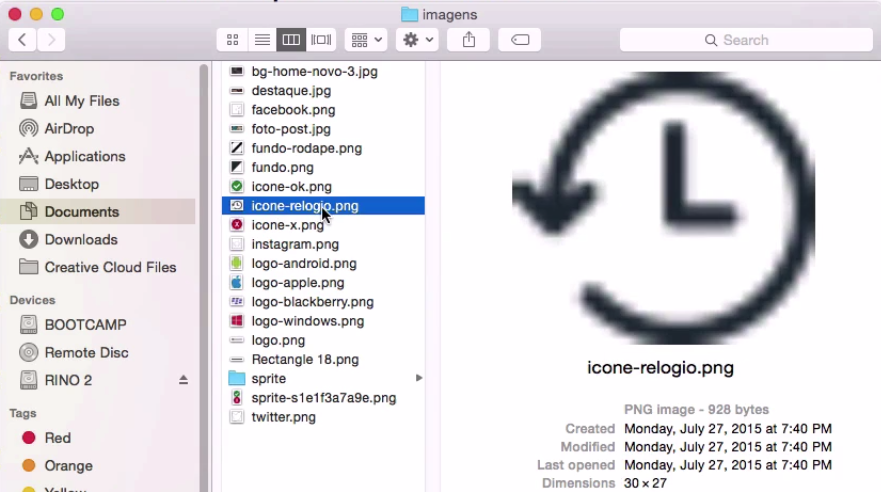 imagens
Search
Favorites
All My Files
AirDrop
Applications
Desktop
Documents
Downloads
Creative Cloud Files
Devices
BOOTCAMP
Remote Disc
RINO 2
Tags
Red
Orange
Yellow
bg-home-novo-3.jpg
destaque.jpg
facebook.png
foto-post.jpg
fundo-rodape.png
fundo.png
icone-ok.png
icone-relogio.png
icone-x.png
instagram.png
logo-android.png
logo-apple.png
logo-blackberry.png
logo-windows.png
logo.png
Rectangle 18.png
sprite
sprite-s1e1f3a7a9e.png
twitter.png
icone-relogio.png
PNG image - 928 bytes
Created Monday, July 27, 2015 at 7:40 PM
Modified Monday, July 27, 2015 at 7:40 PM
Last opened Monday, July 27, 2015 at 7:40 PM
Dimensions 30 × 27